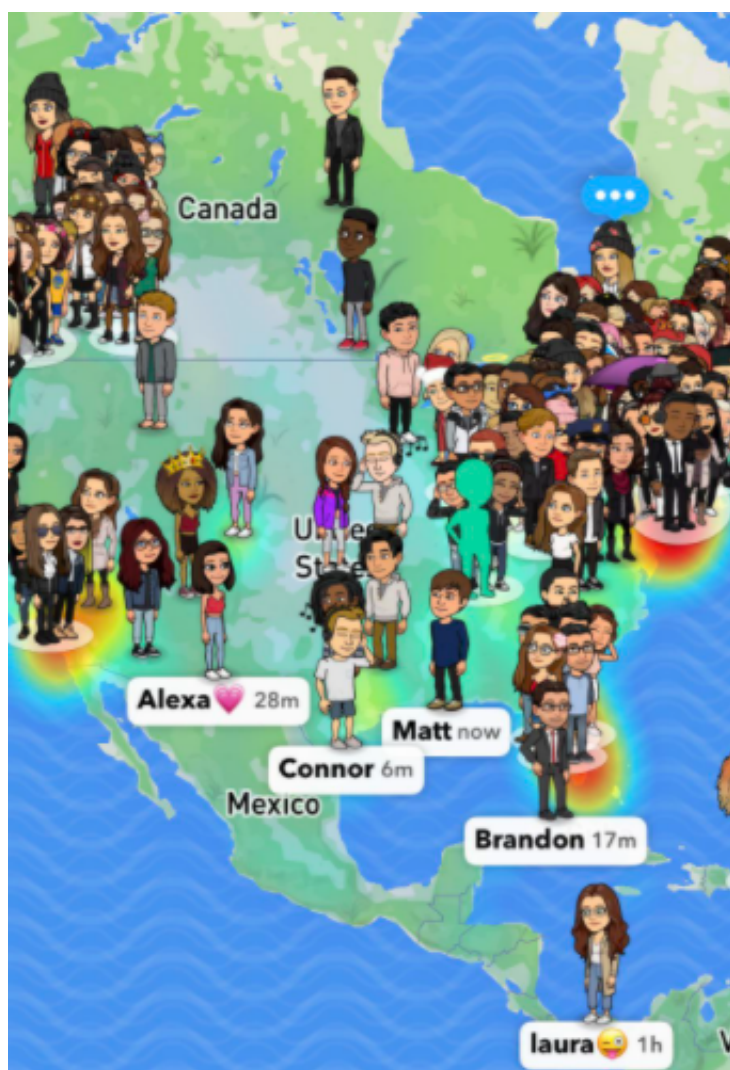 Canada
•••
Alexa💗 28m
Matt now
Connor 6m
Mexico
Brandon 17m
laura😜 1h